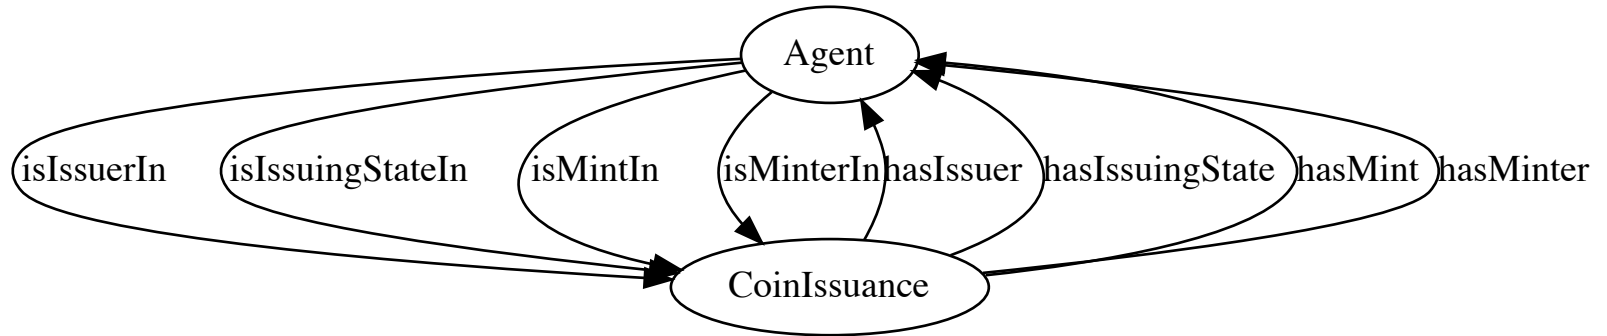 Agent
isIssuerIn
isIssuingStateIn
isMintIn
isMinterIn
hasIssuer
hasIssuingState
hasMint
hasMinter
CoinIssuance